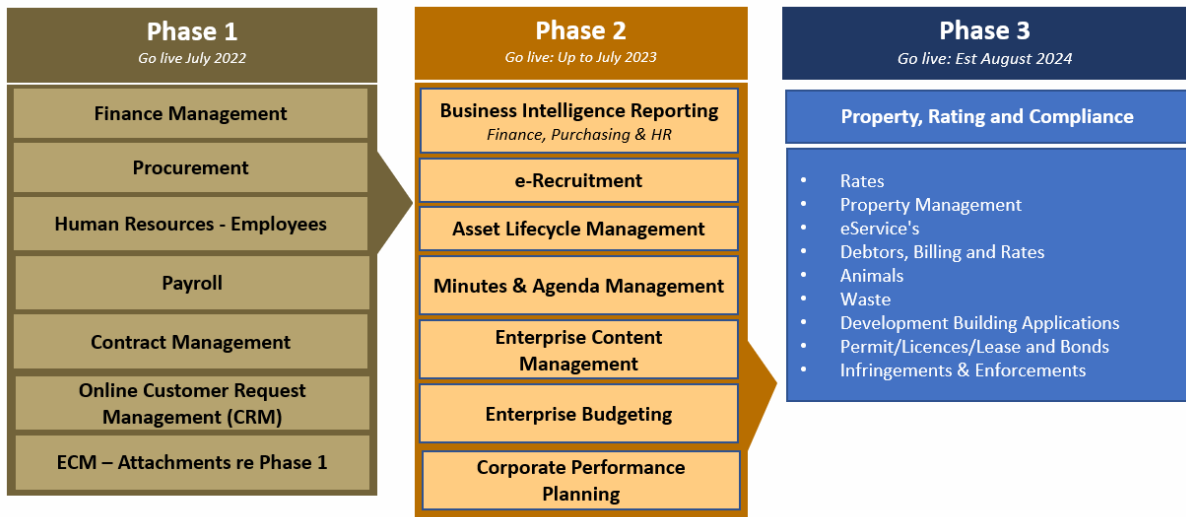 Phase 1
Go live July 2022
Finance Management
Procurement
Human Resources - Employees
Payroll
Contract Management
Online Customer Request
Management (CRM)
ECM – Attachments re Phase 1
Phase 2
Go live: Up to July 2023
Business Intelligence Reporting
Finance, Purchasing & HR
e-Recruitment
Asset Lifecycle Management
Minutes & Agenda Management
Enterprise Content
Management
Enterprise Budgeting
Corporate Performance
Planning
Phase 3
Go live: Est August 2024
Property, Rating and Compliance
• Rates
• Property Management
• eService's
• Debtors, Billing and Rates
• Animals
• Waste
• Development Building Applications
• Permit/Licences/Lease and Bonds
• Infringements & Enforcements